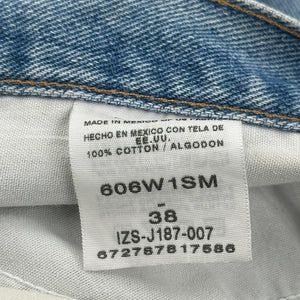 MADE IN MEXICO OF US FABRIC
HECHO EN MEXICO CON TELA DE
EE.UU.
100% COTTON / ALGODON
606W1SM
-
38
IZS-J187-007
672787817586